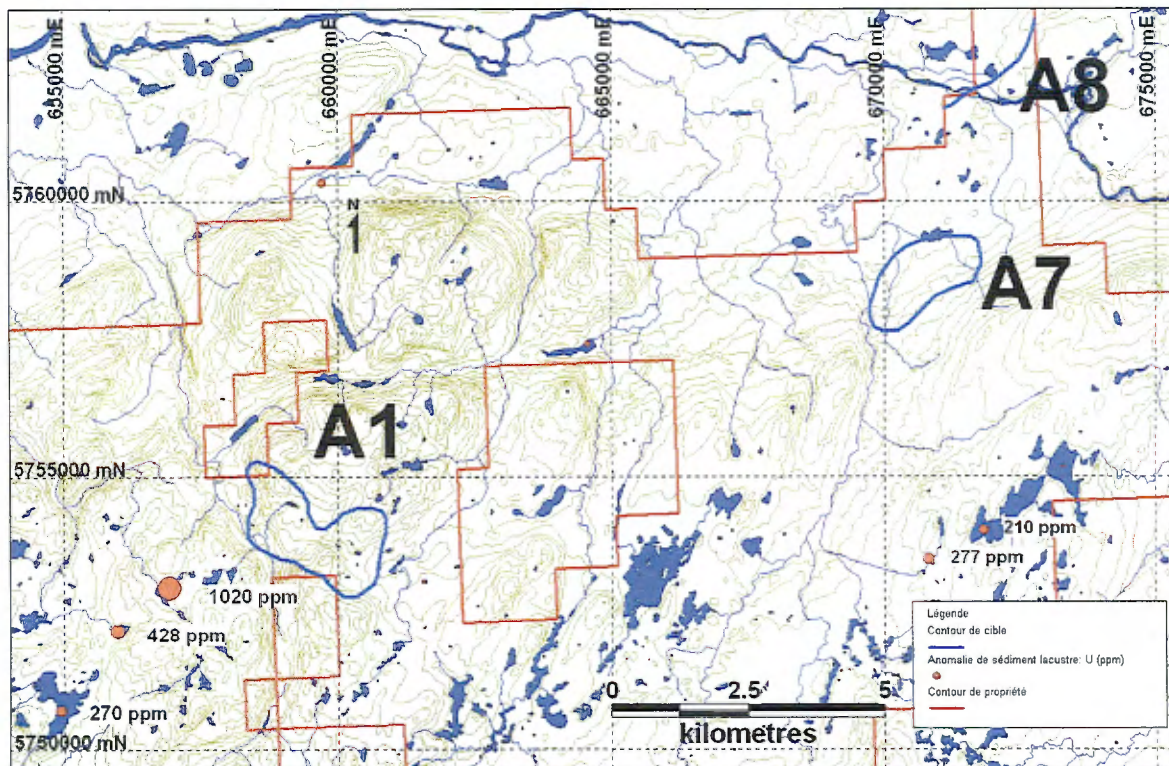 655000 mE
660000 mE
665000 mE
670000 mE
675000 mE
A8
5760000 mN
N
1
A7
A1
5755000 mN
210 ppm
277 ppm
1020 ppm
428 ppm
270 ppm
5750000 mN
0 2.5 5
kilometres
Légende
Contour de cible
Anomalie de sédiment lacustre: U (ppm)
Contour de propriété